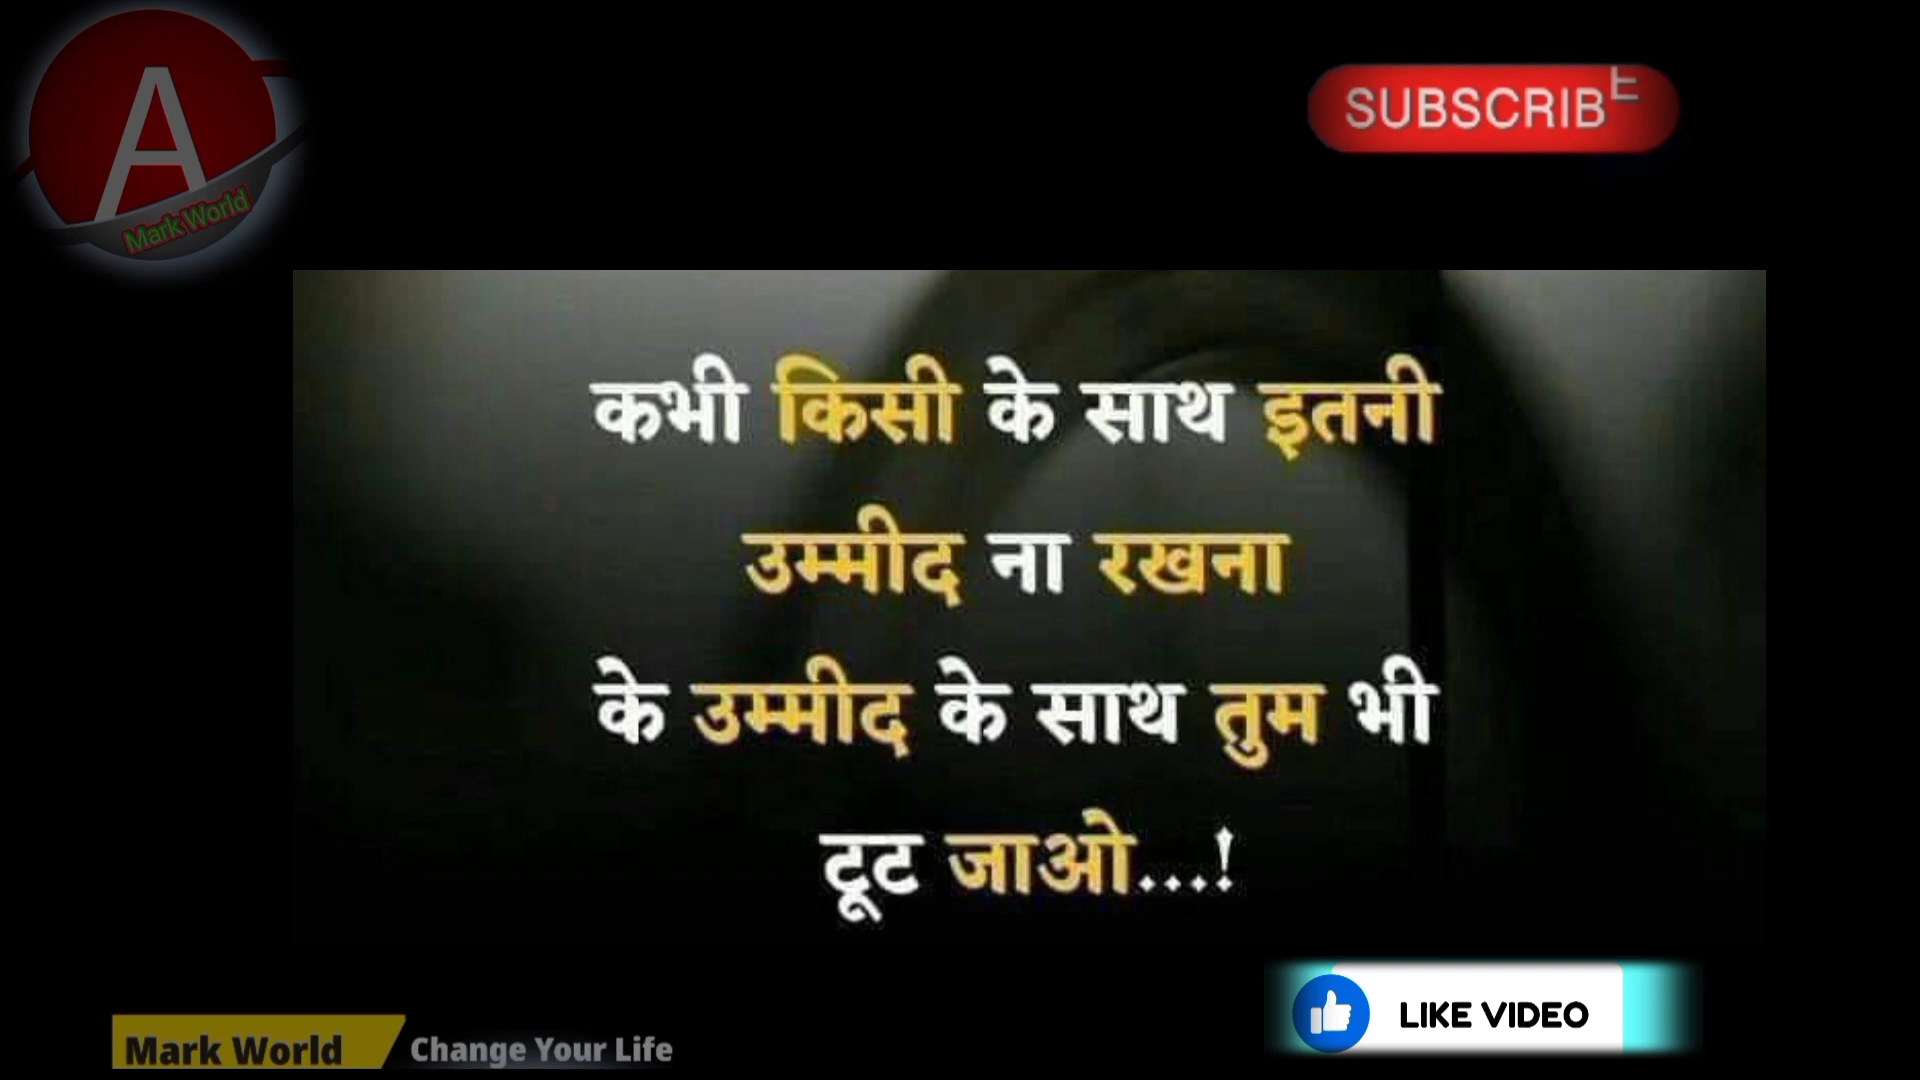 A
Mark World
SUBSCRIBE
कभी किसी के साथ इतनी
उम्मीद ना रखना
के उम्मीद के साथ तुम भी
टूट जाओ...!
LIKE VIDEO
Mark World
Change Your Life